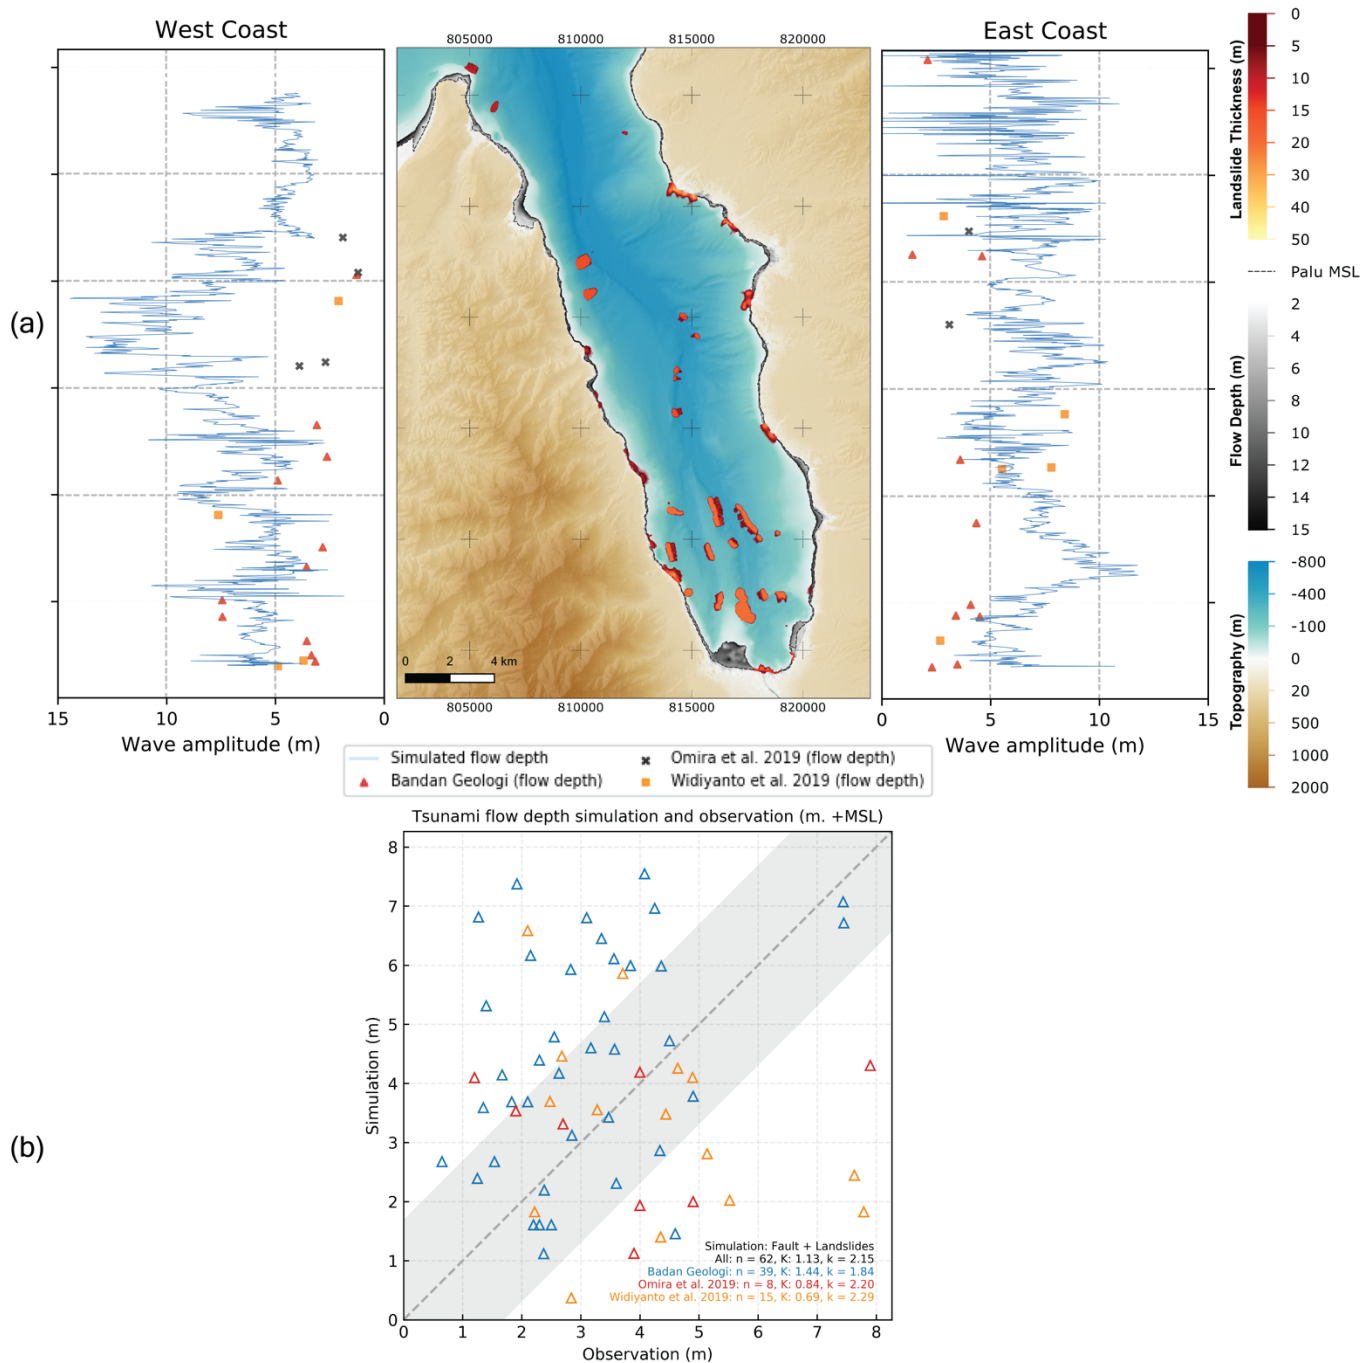 West Coast
East Coast
805000
810000
815000
820000
0
5
10
15
20
30
40
50
Landslide Thickness (m)
Palu MSL
(a)
2
4
6
8
10
12
14
15
Flow Depth (m)
-800
-400
-100
0
20
500
1000
2000
Topography (m)
0 2 4 km
15 10 5 0
Wave amplitude (m)
805000 810000 815000 820000
0 5 10 15
Wave amplitude (m)
Simulated flow depth
Bandan Geologi (flow depth)
Omira et al. 2019 (flow depth)
Widiyanto et al. 2019 (flow depth)
Tsunami flow depth simulation and observation (m. +MSL)
(b)
Simulation (m)
8
7
6
5
4
3
2
1
0
Simulation: Fault + Landslides
All: n = 62, K: 1.13, k = 2.15
Badan Geologi: n = 39, K: 1.44, k = 1.84
Omira et al. 2019: n = 8, K: 0.84, k = 2.20
Widiyanto et al. 2019: n = 15, K: 0.69, k = 2.29
0 1 2 3 4 5 6 7 8
Observation (m)